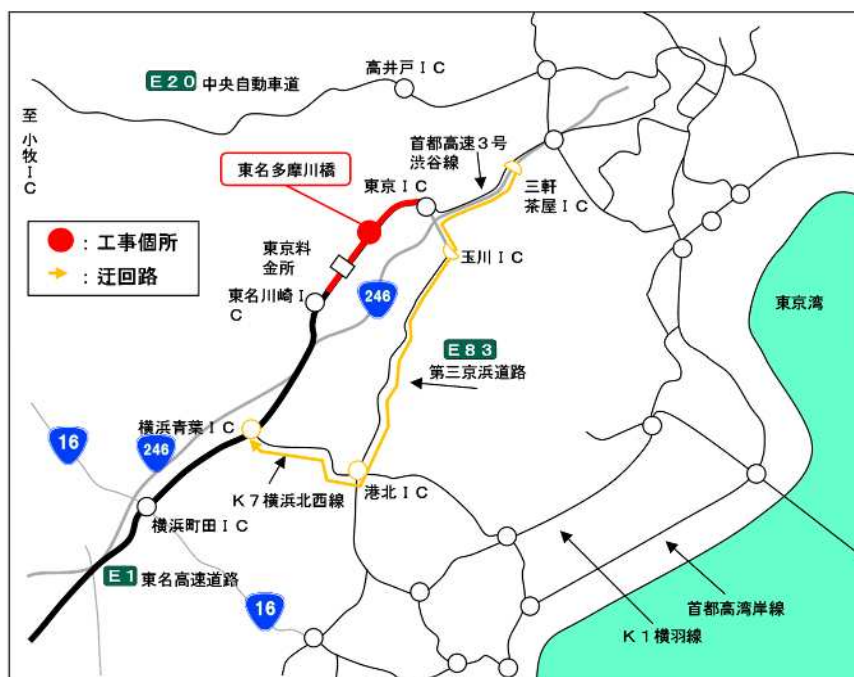 高井戸ＩＣ
Ｅ２０ 中央自動車道
至 小牧ＩＣ
首都高速３号
渋谷線
東名多摩川橋
東京ＩＣ
三軒
茶屋ＩＣ
：工事個所
：迂回路
東京料
金所
玉川ＩＣ
東名川崎Ｉ
Ｃ
246
東京湾
Ｅ８３
第三京浜道路
横浜青葉ＩＣ
16
246
Ｋ７横浜北西線
港北ＩＣ
横浜町田ＩＣ
Ｅ１ 東名高速道路
16
首都高湾岸線
Ｋ１横羽線